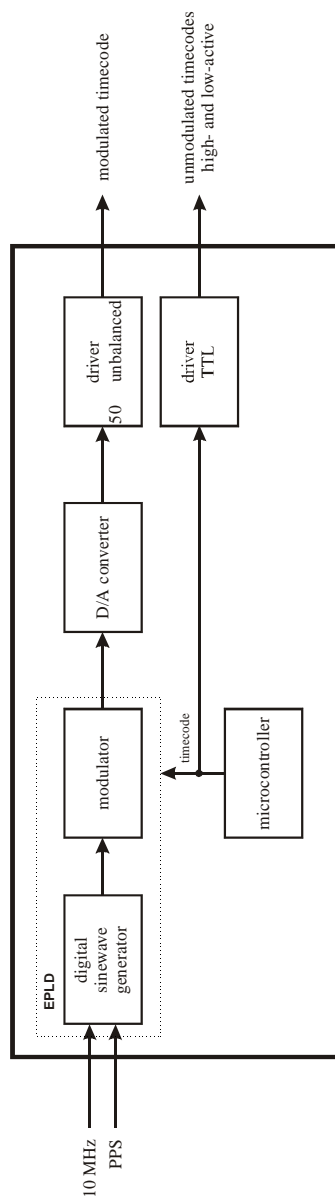 10 MHz
PPS
EPLD
digital
sinewave
generator
modulator
D/A converter
driver
unbalanced
50
modulated timecode
timecode
microcontroller
driver
TTL
unmodulated timecodes
high- and low-active